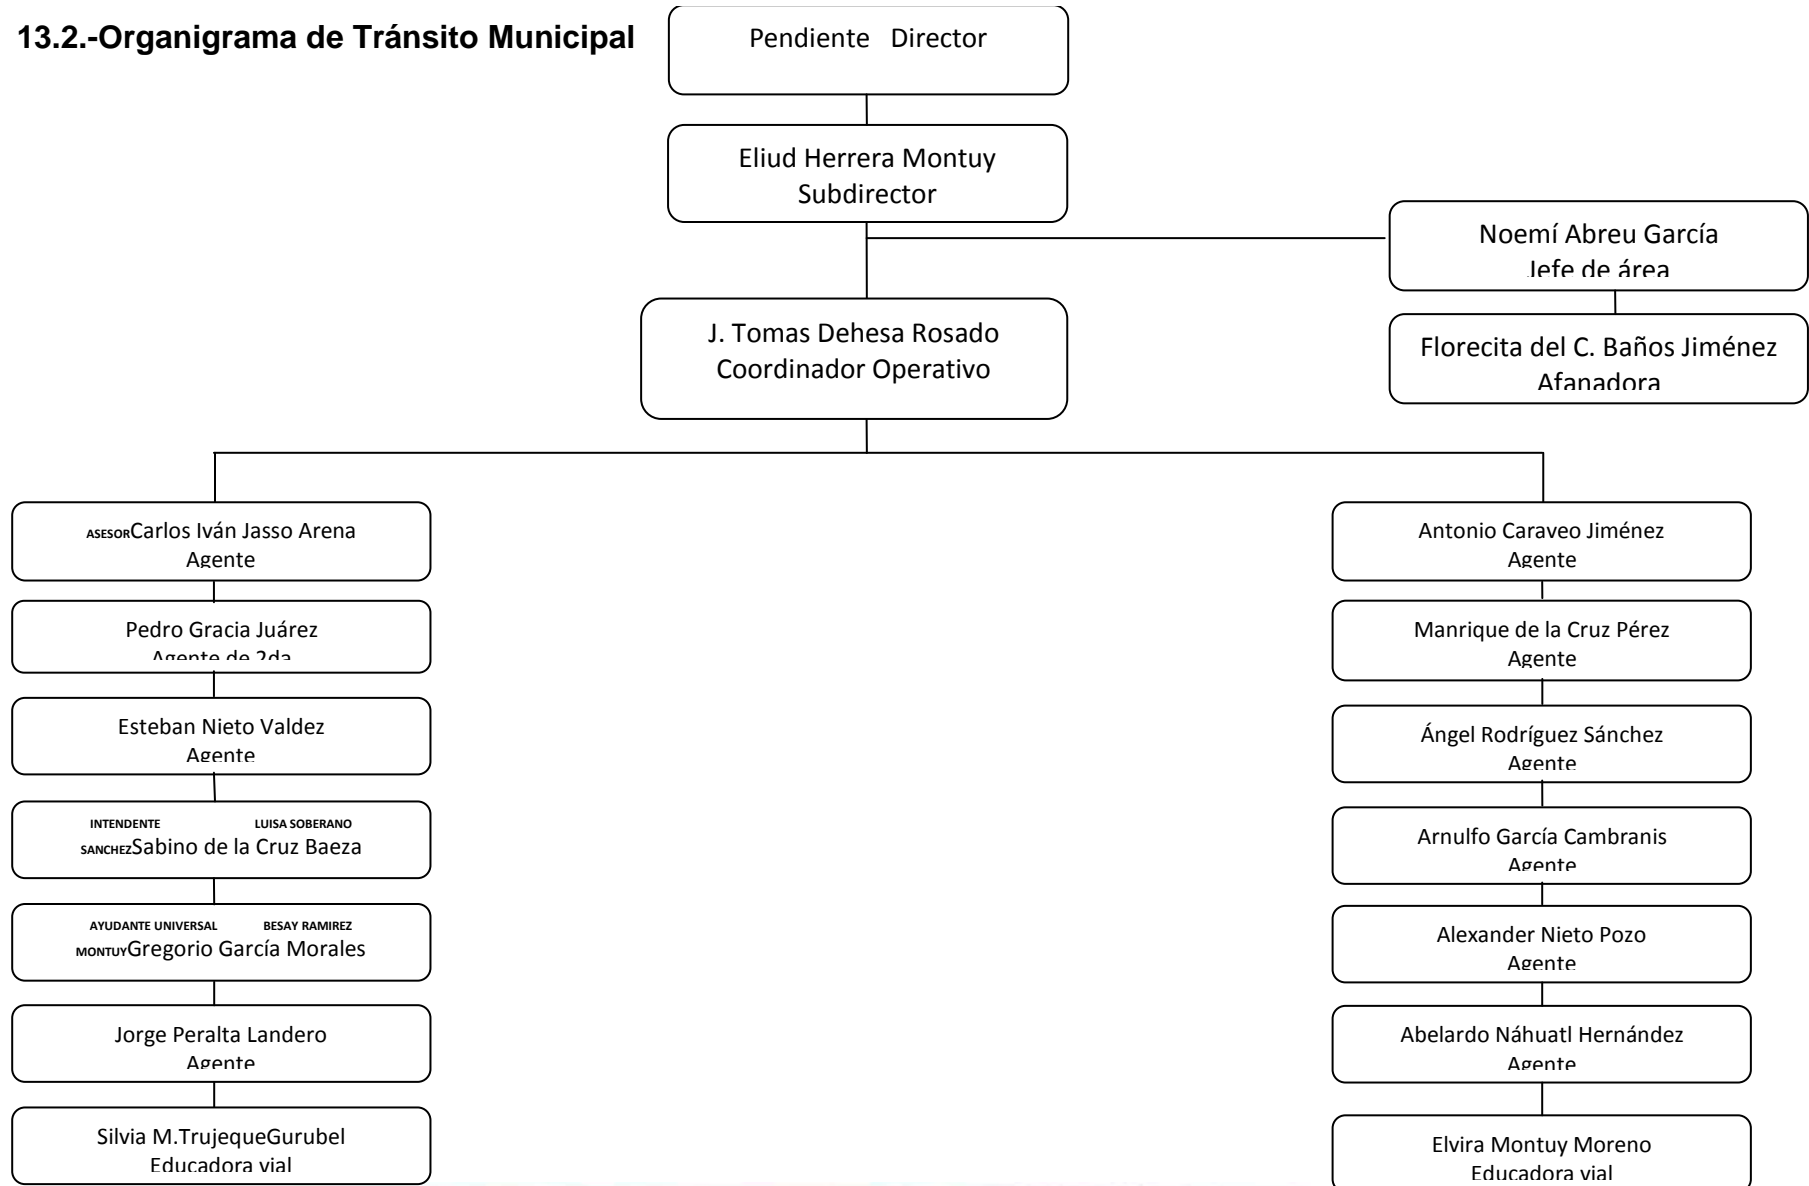 13.2.-Organigrama de Tránsito Municipal
Pendiente Director
Eliud Herrera Montuy
Subdirector
Noemí Abreu García
Jefe de área
Florecita del C. Baños Jiménez
Afanadora
J. Tomas Dehesa Rosado
Coordinador Operativo
ASESORCarlos Iván Jasso Arena
Agente
Pedro Gracia Juárez
Agente de 2da
Esteban Nieto Valdez
Agente
INTENDENTE LUISA SOBERANO
SANCHEZSabino de la Cruz Baeza
AYUDANTE UNIVERSAL BESAY RAMIREZ
MONTUYGregorio García Morales
Jorge Peralta Landero
Agente
Silvia M.TrujequeGurubel
Educadora vial
Antonio Caraveo Jiménez
Agente
Manrique de la Cruz Pérez
Agente
Ángel Rodríguez Sánchez
Agente
Arnulfo García Cambranis
Agente
Alexander Nieto Pozo
Agente
Abelardo Náhuatl Hernández
Agente
Elvira Montuy Moreno
Educadora vial